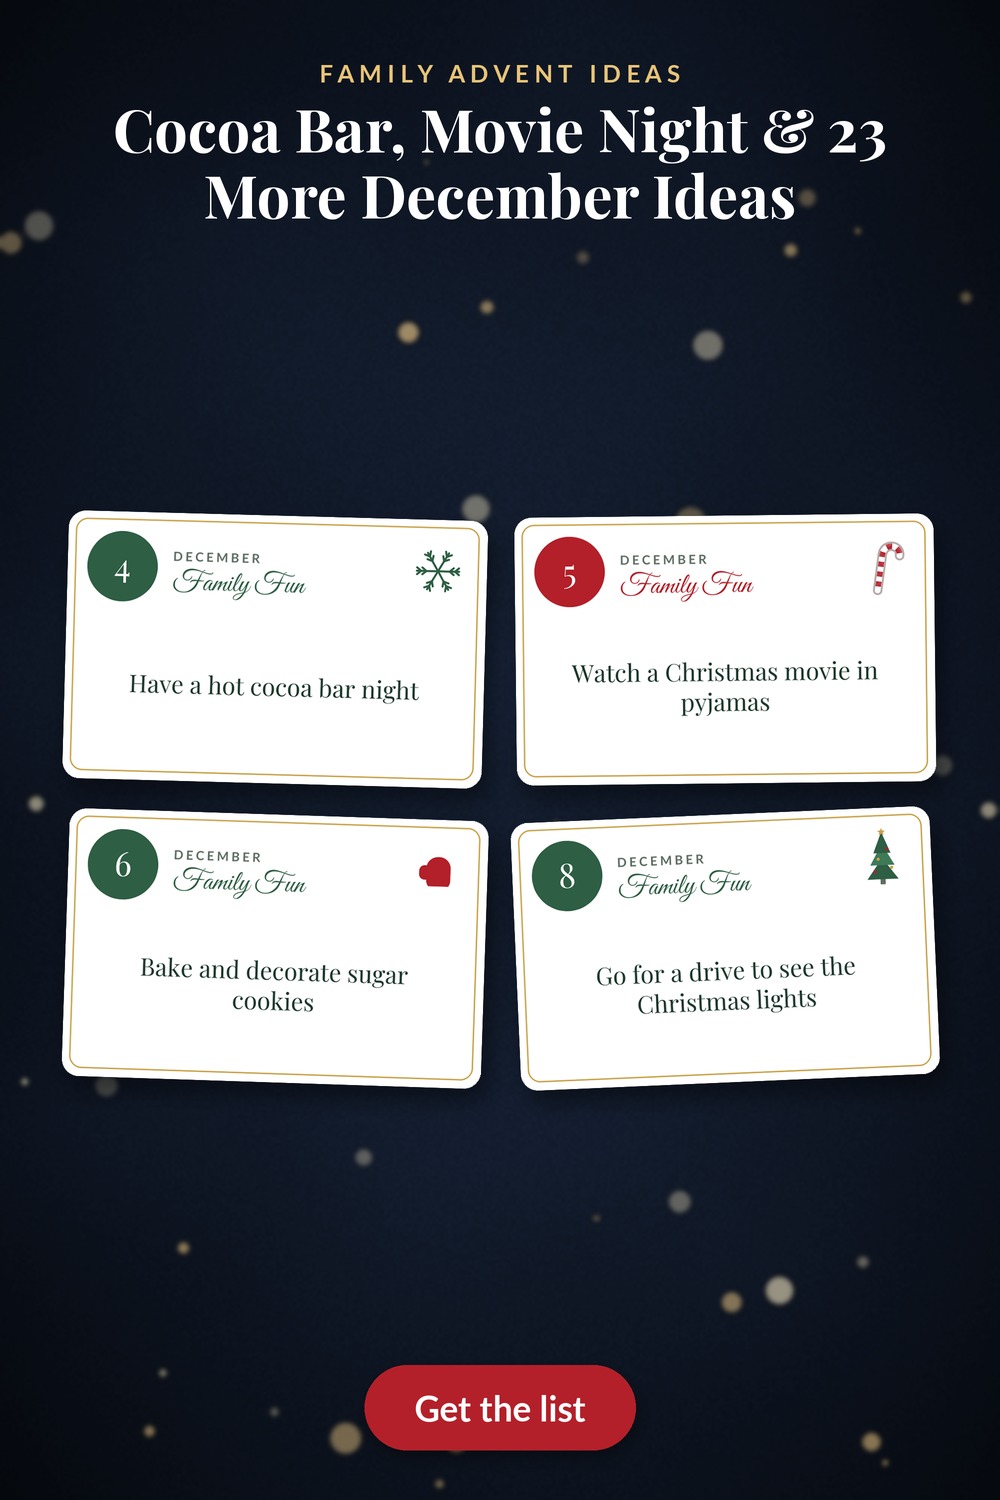 FAMILY ADVENT IDEAS
Cocoa Bar, Movie Night & 23
More December Ideas
4
DECEMBER
Family Fun
Have a hot cocoa bar night
5
DECEMBER
Family Fun
Watch a Christmas movie in
pyjamas
6
DECEMBER
Family Fun
Bake and decorate sugar
cookies
8
DECEMBER
Family Fun
Go for a drive to see the
Christmas lights
Get the list